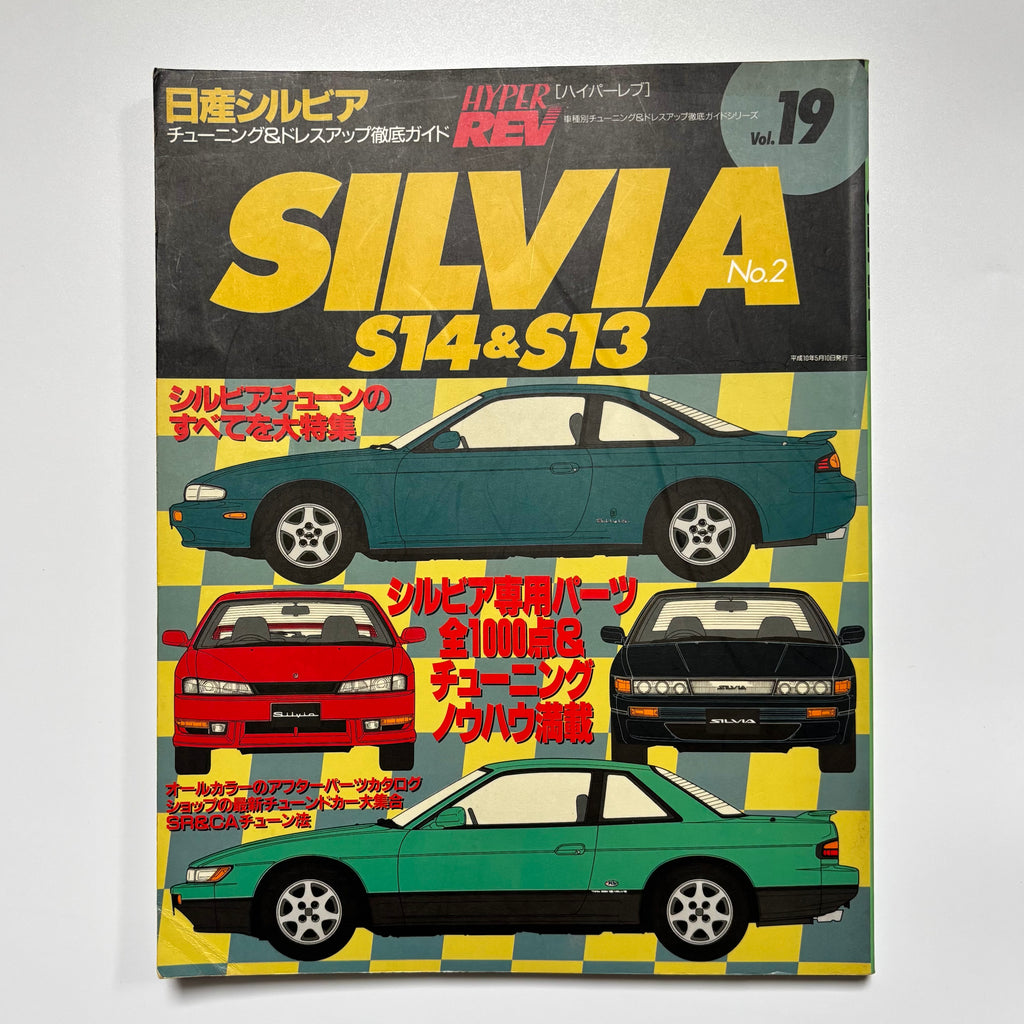 日産シルビア
チューニング&ドレスアップ徹底ガイド
HYPER
REV
[ハイパーレブ]
車種別チューニング&ドレスアップ徹底ガイドシリーズ
Vol.19
SILVIA
No.2
S14&S13
平成10年5月10日発行
シルビアチューンの
すべてを大特集
シルビア専用パーツ
全1000点&
チューニング
ノウハウ満載
Silvia
SILVIA
SILVIA
オールカラーのアフターパーツカタログ
ショップの最新チューンドカー大集合
SR&CAチューン法